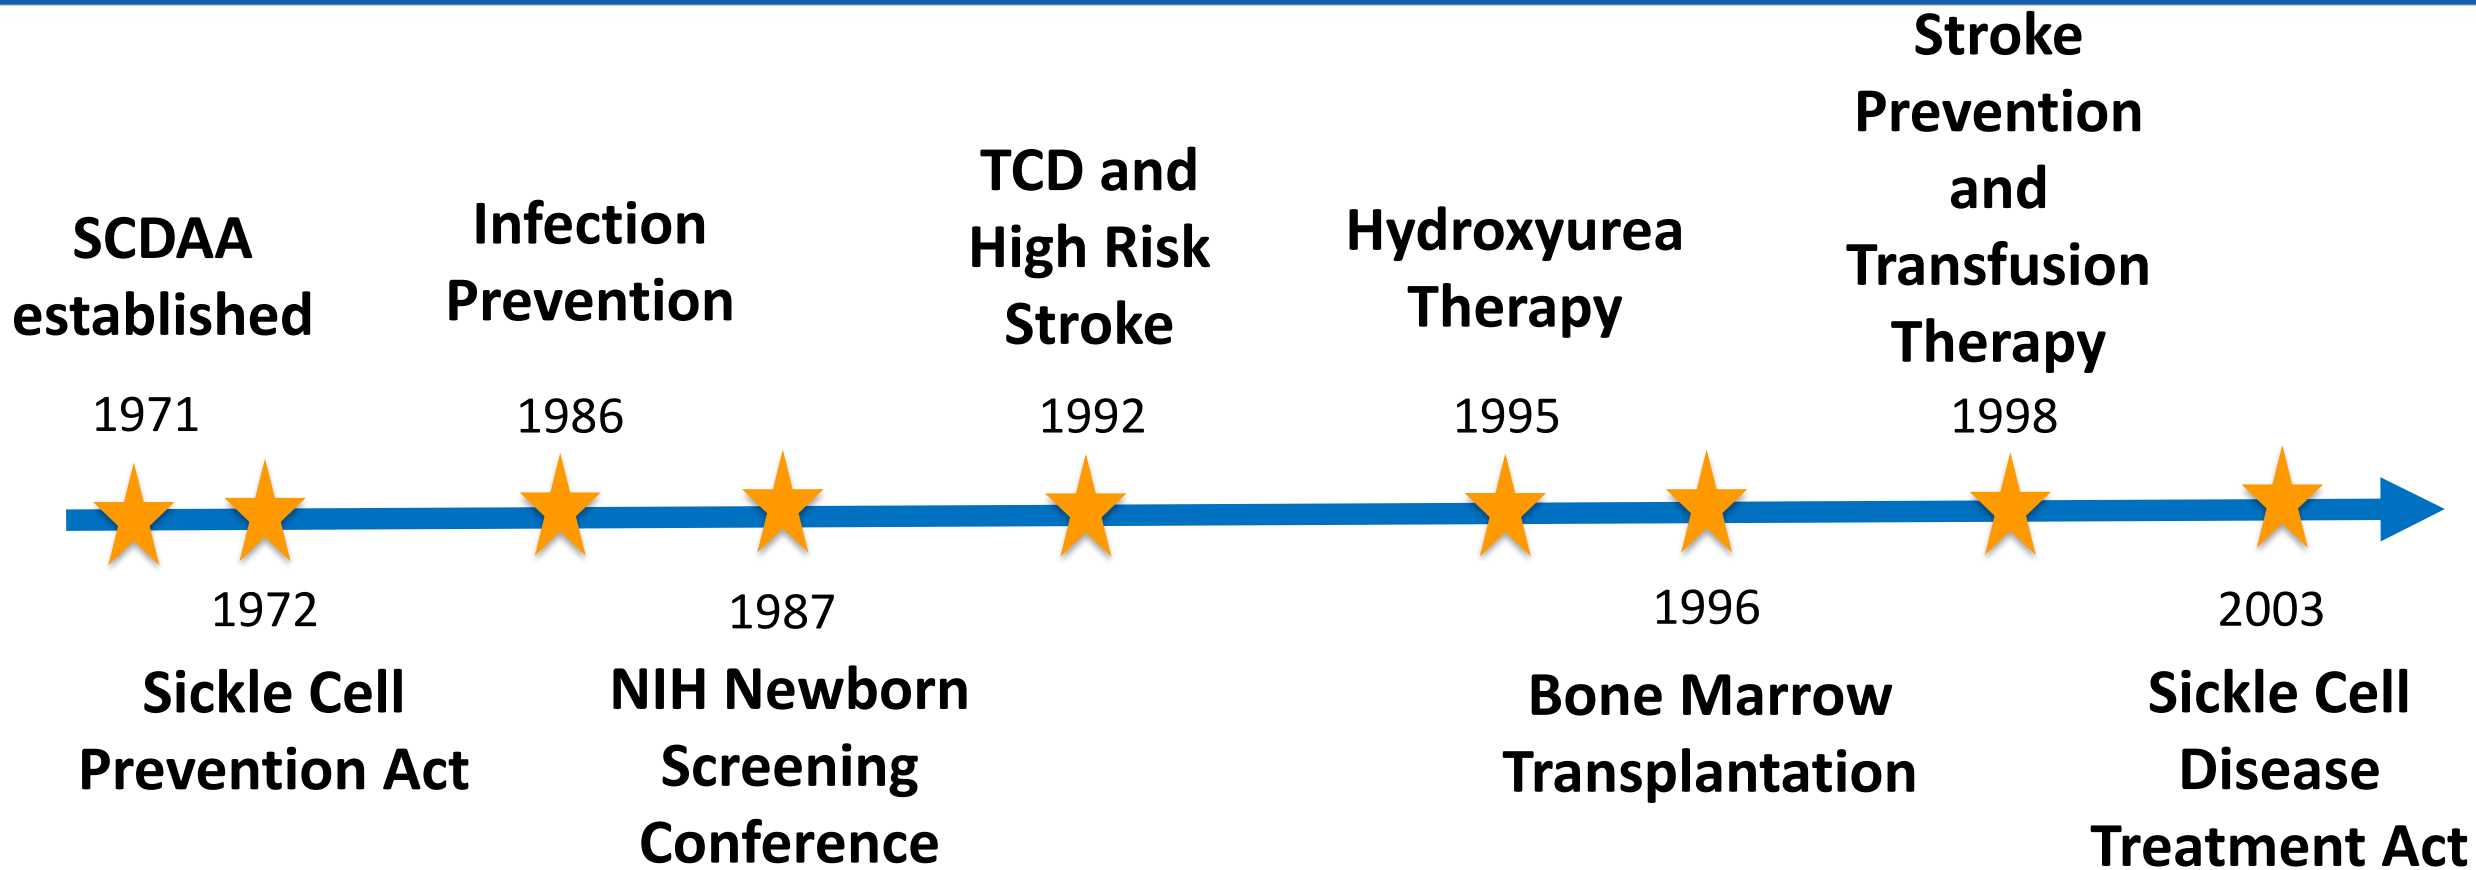 SCDAA
established
1971
1972
Sickle Cell
Prevention Act
Infection
Prevention
1986
1987
NIH Newborn
Screening
Conference
TCD and
High Risk
Stroke
1992
Hydroxyurea
Therapy
1995
1996
Bone Marrow
Transplantation
Stroke
Prevention
and
Transfusion
Therapy
1998
2003
Sickle Cell
Disease
Treatment Act